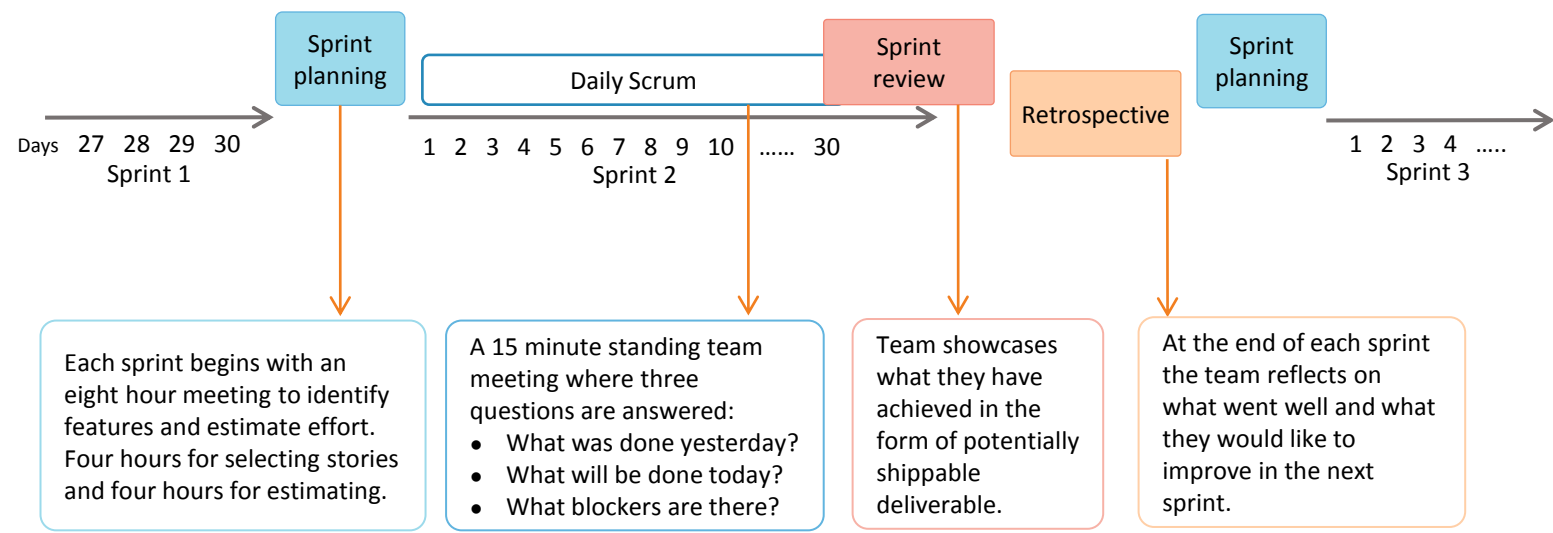 Sprint
planning
Daily Scrum
Sprint
review
Retrospective
Sprint
planning
Days 27 28 29 30
Sprint 1
1 2 3 4 5 6 7 8 9 10 ...... 30
Sprint 2
1 2 3 4 .....
Sprint 3
Each sprint begins with an
eight hour meeting to identify
features and estimate effort.
Four hours for selecting stories
and four hours for estimating.
A 15 minute standing team
meeting where three
questions are answered:
• What was done yesterday?
• What will be done today?
• What blockers are there?
Team showcases
what they have
achieved in the
form of potentially
shippable
deliverable.
At the end of each sprint
the team reflects on
what went well and what
they would like to
improve in the next
sprint.